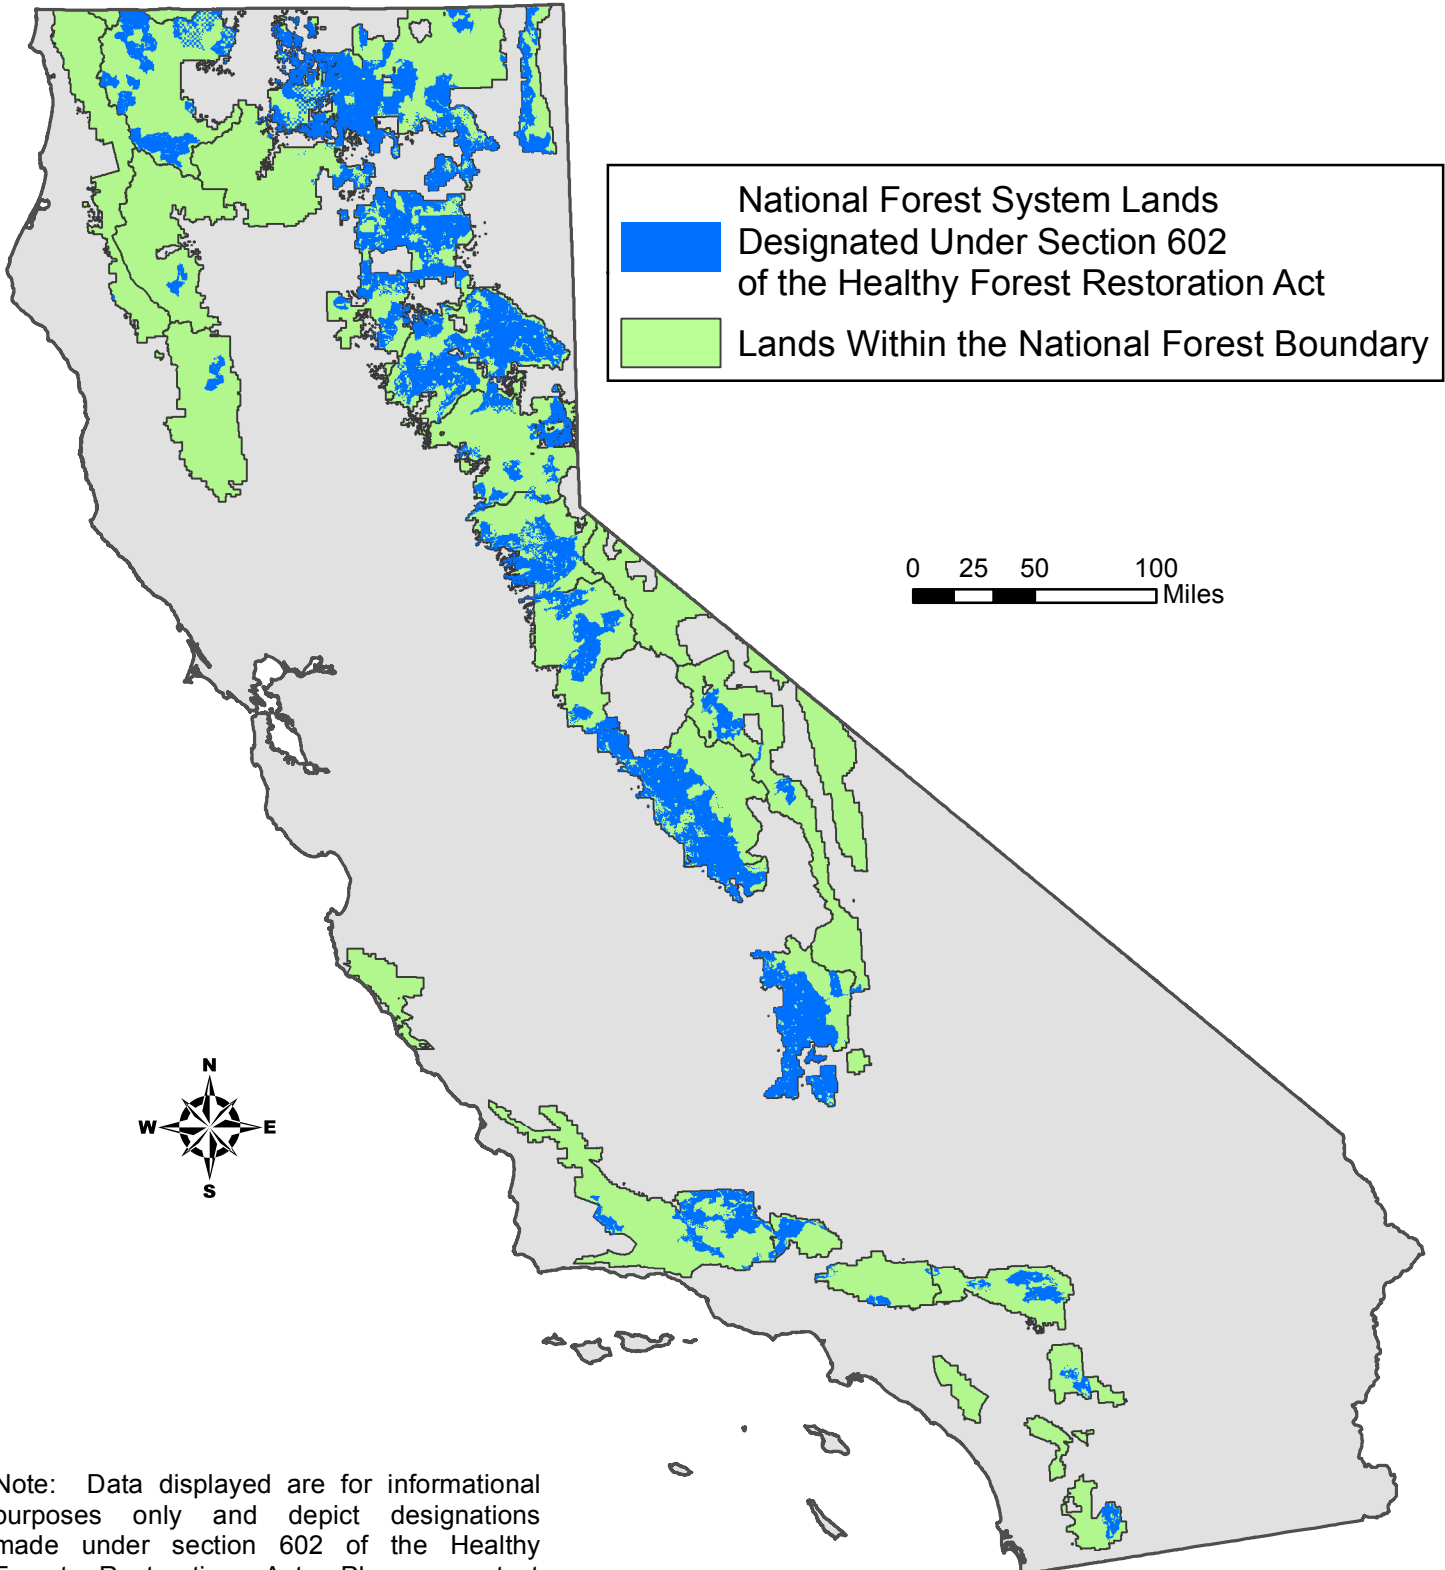 National Forest System Lands
Designated Under Section 602
of the Healthy Forest Restoration Act
Lands Within the National Forest Boundary
0 25 50 100
Miles
N
W E
S
Note: Data displayed are for informational
purposes only and depict designations
made under section 602 of the Healthy